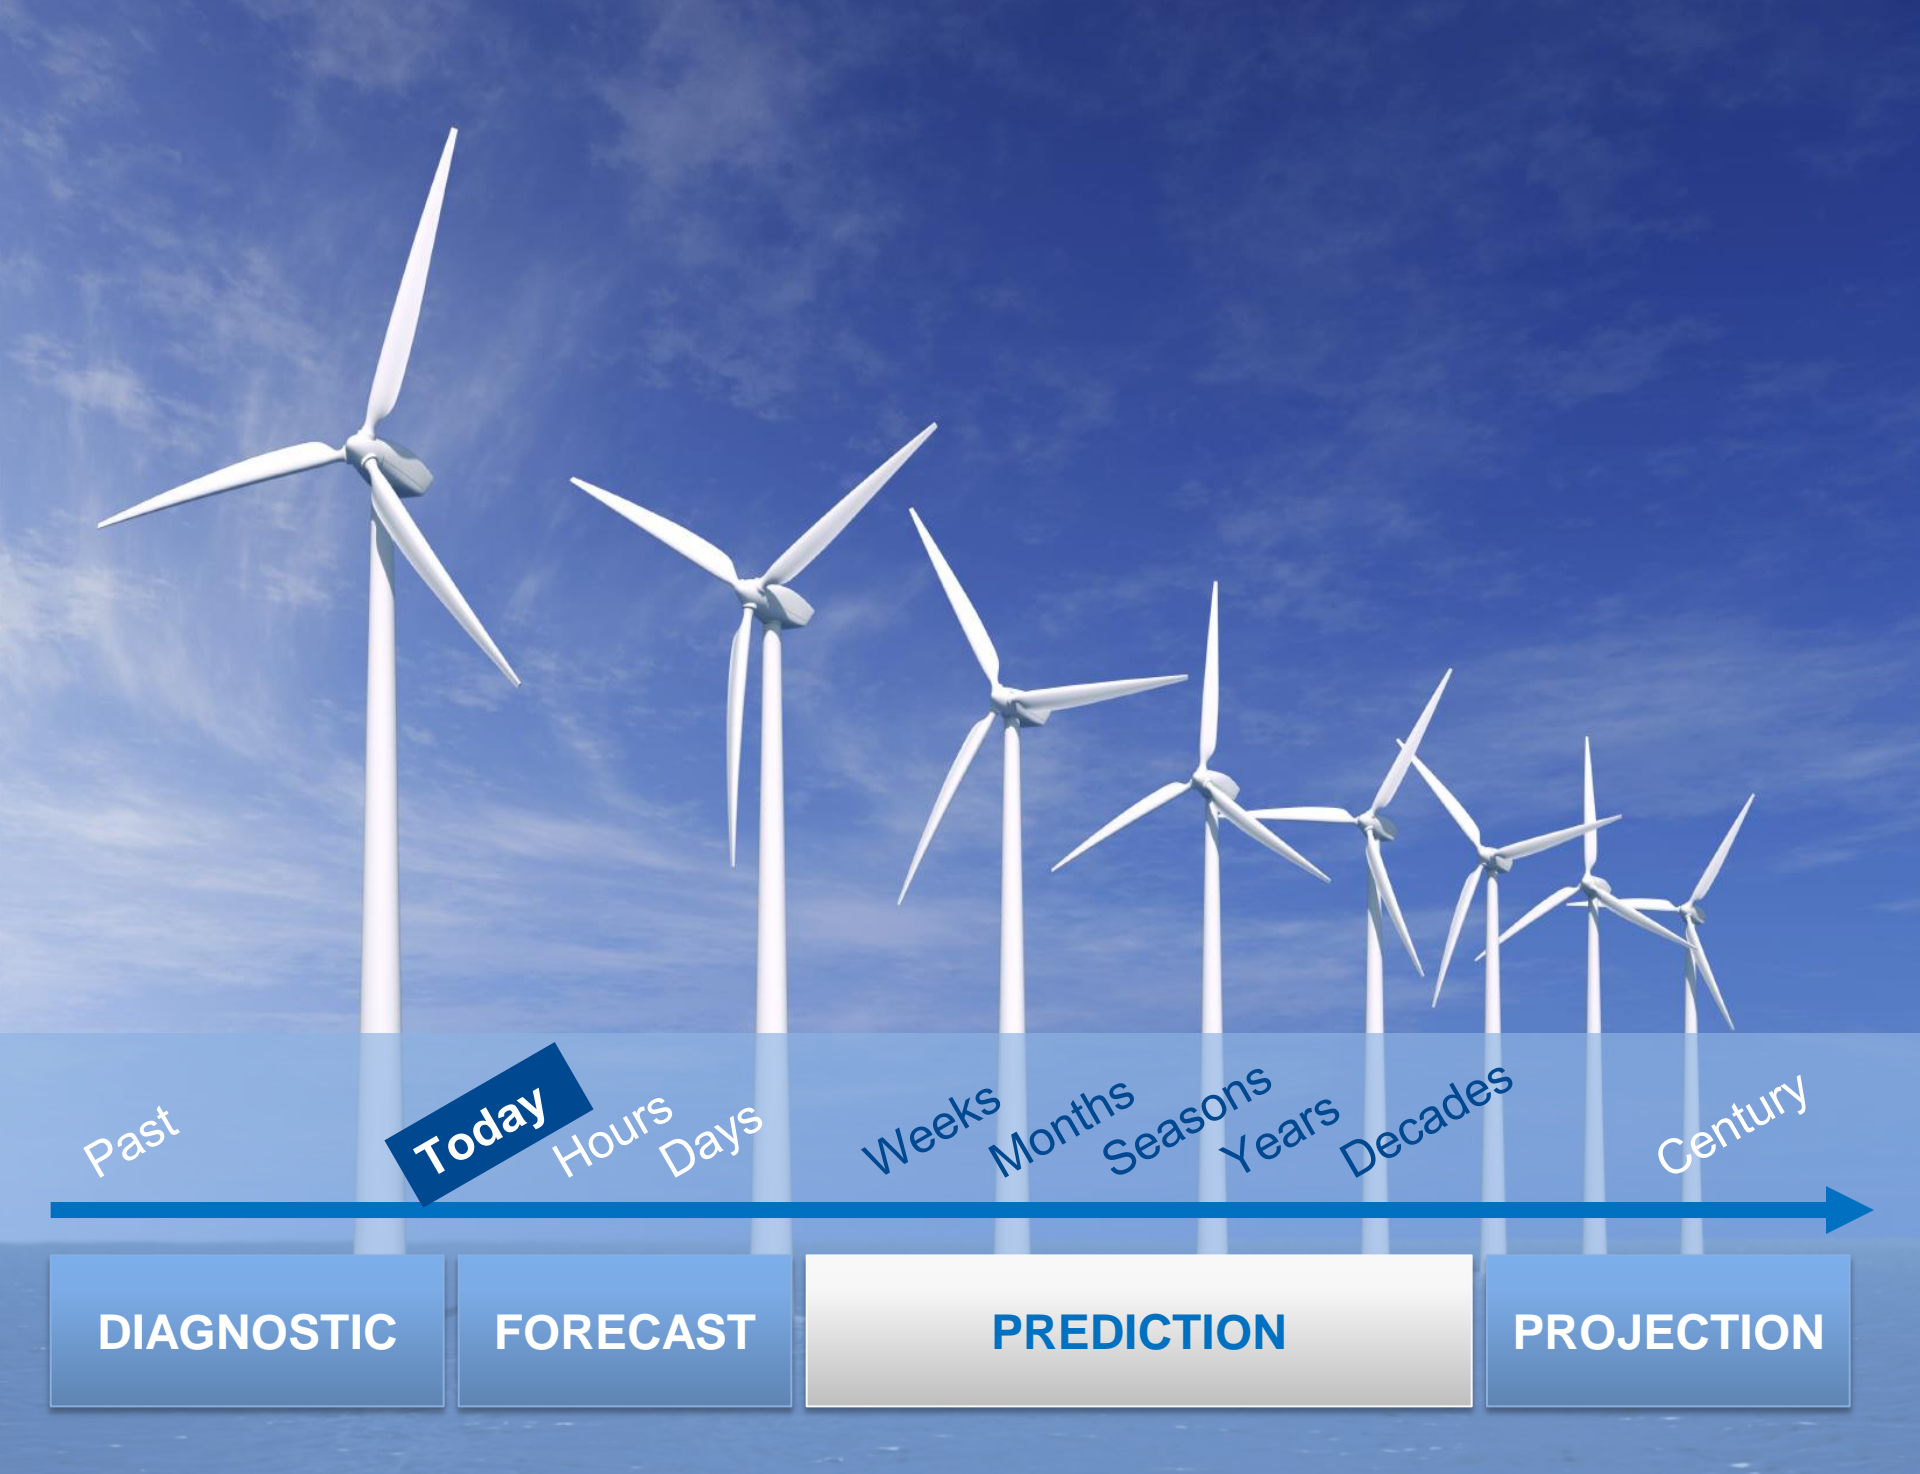 Past
Today
Hours
Days
Weeks
Months
Seasons
Years
Decades
Century
DIAGNOSTIC
FORECAST
PREDICTION
PROJECTION